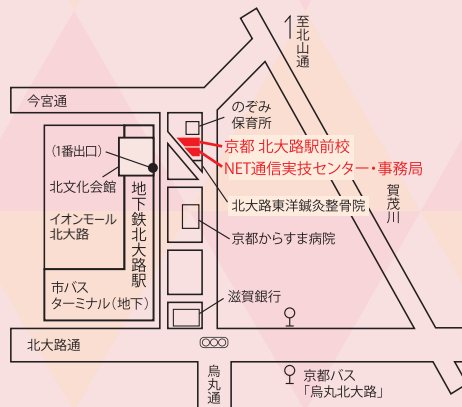 至北山通
今宮通
のぞみ
保育所
京都 北大路駅前校
NET通信実技センター・事務局
(1番出口)
北文化会館
地下鉄北大路駅
北大路東洋鍼灸整骨院
賀茂川
イオンモール
北大路
京都からすま病院
市バス
ターミナル(地下)
滋賀銀行
北大路通
烏丸通
京都バス
「烏丸北大路」